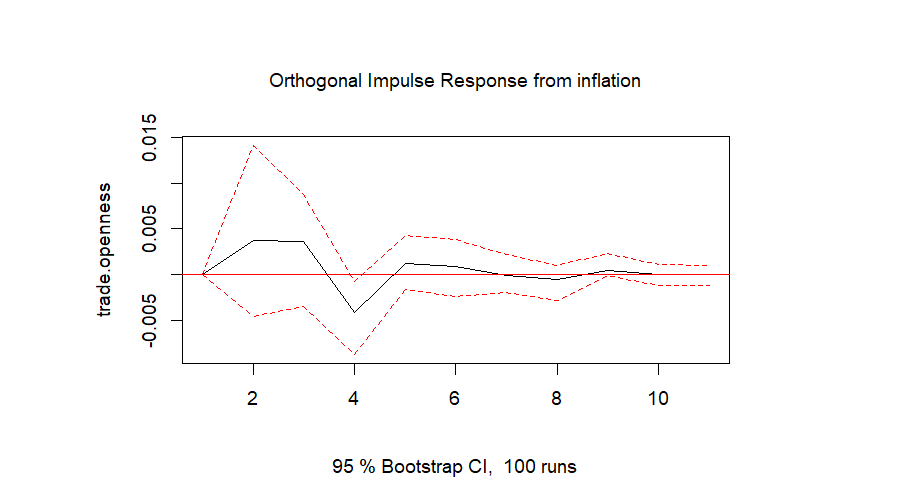 Orthogonal Impulse Response from inflation
trade.openness
0.015
0.005
-0.005
2 4 6 8 10
95 % Bootstrap CI, 100 runs